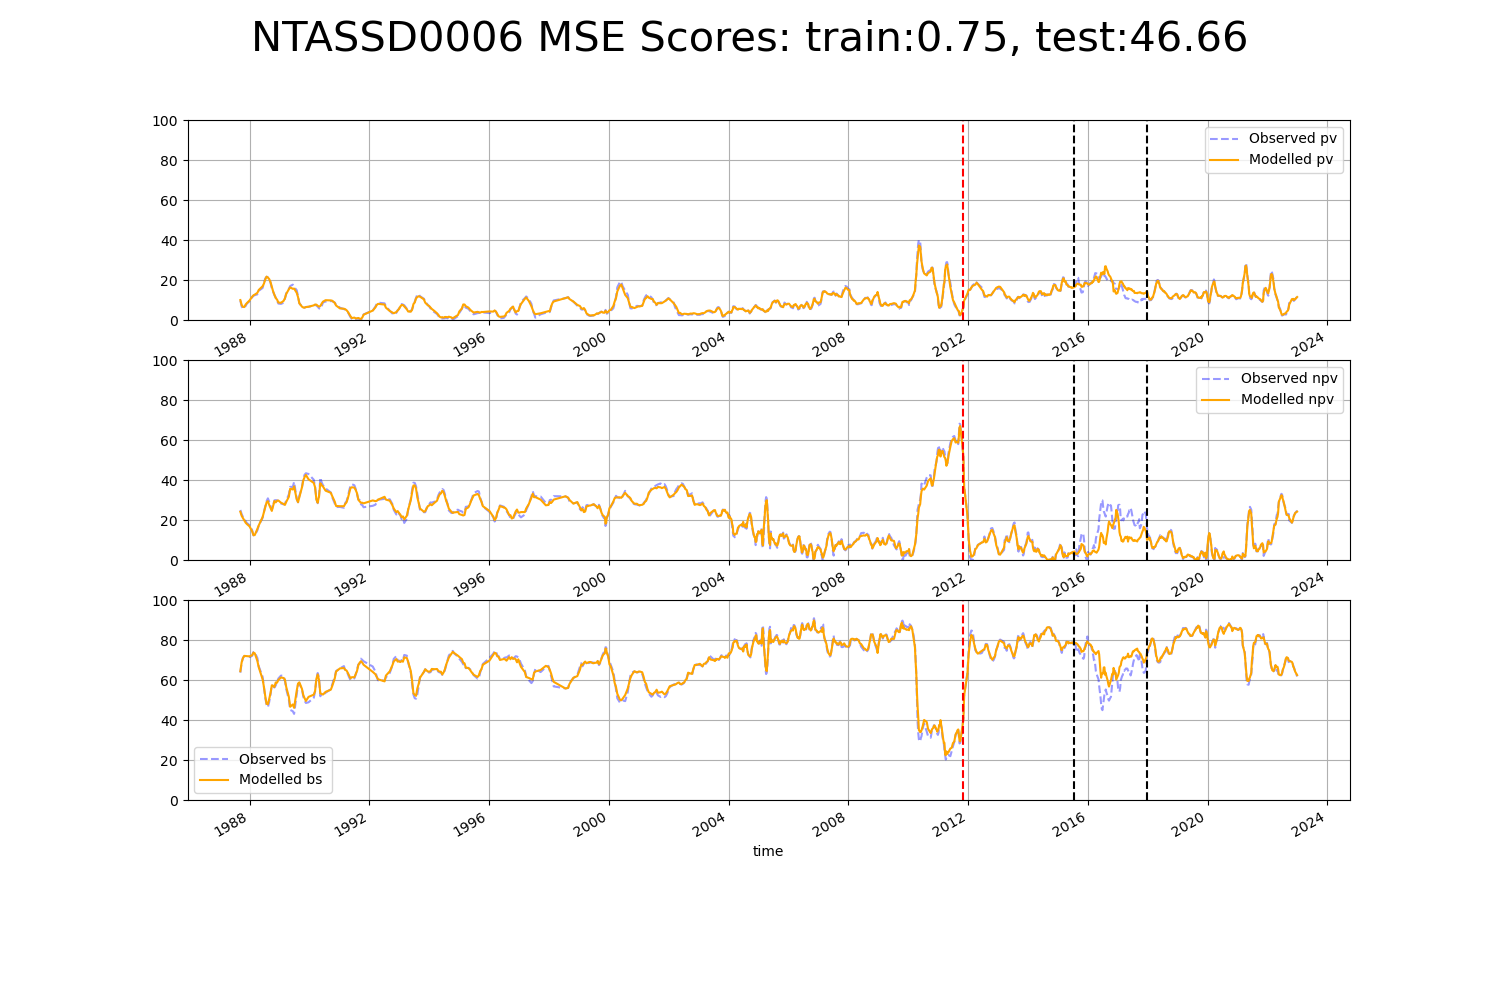 NTASSD0006 MSE Scores: train:0.75, test:46.66
100
80
60
40
20
0
Observed pv
Modelled pv
1988 1992 1996 2000 2004 2008 2012 2016 2020 2024
100
80
60
40
20
0
Observed npv
Modelled npv
1988 1992 1996 2000 2004 2008 2012 2016 2020 2024
100
80
60
40
20
0
Observed bs
Modelled bs
1988 1992 1996 2000 2004 2008 2012 2016 2020 2024
time